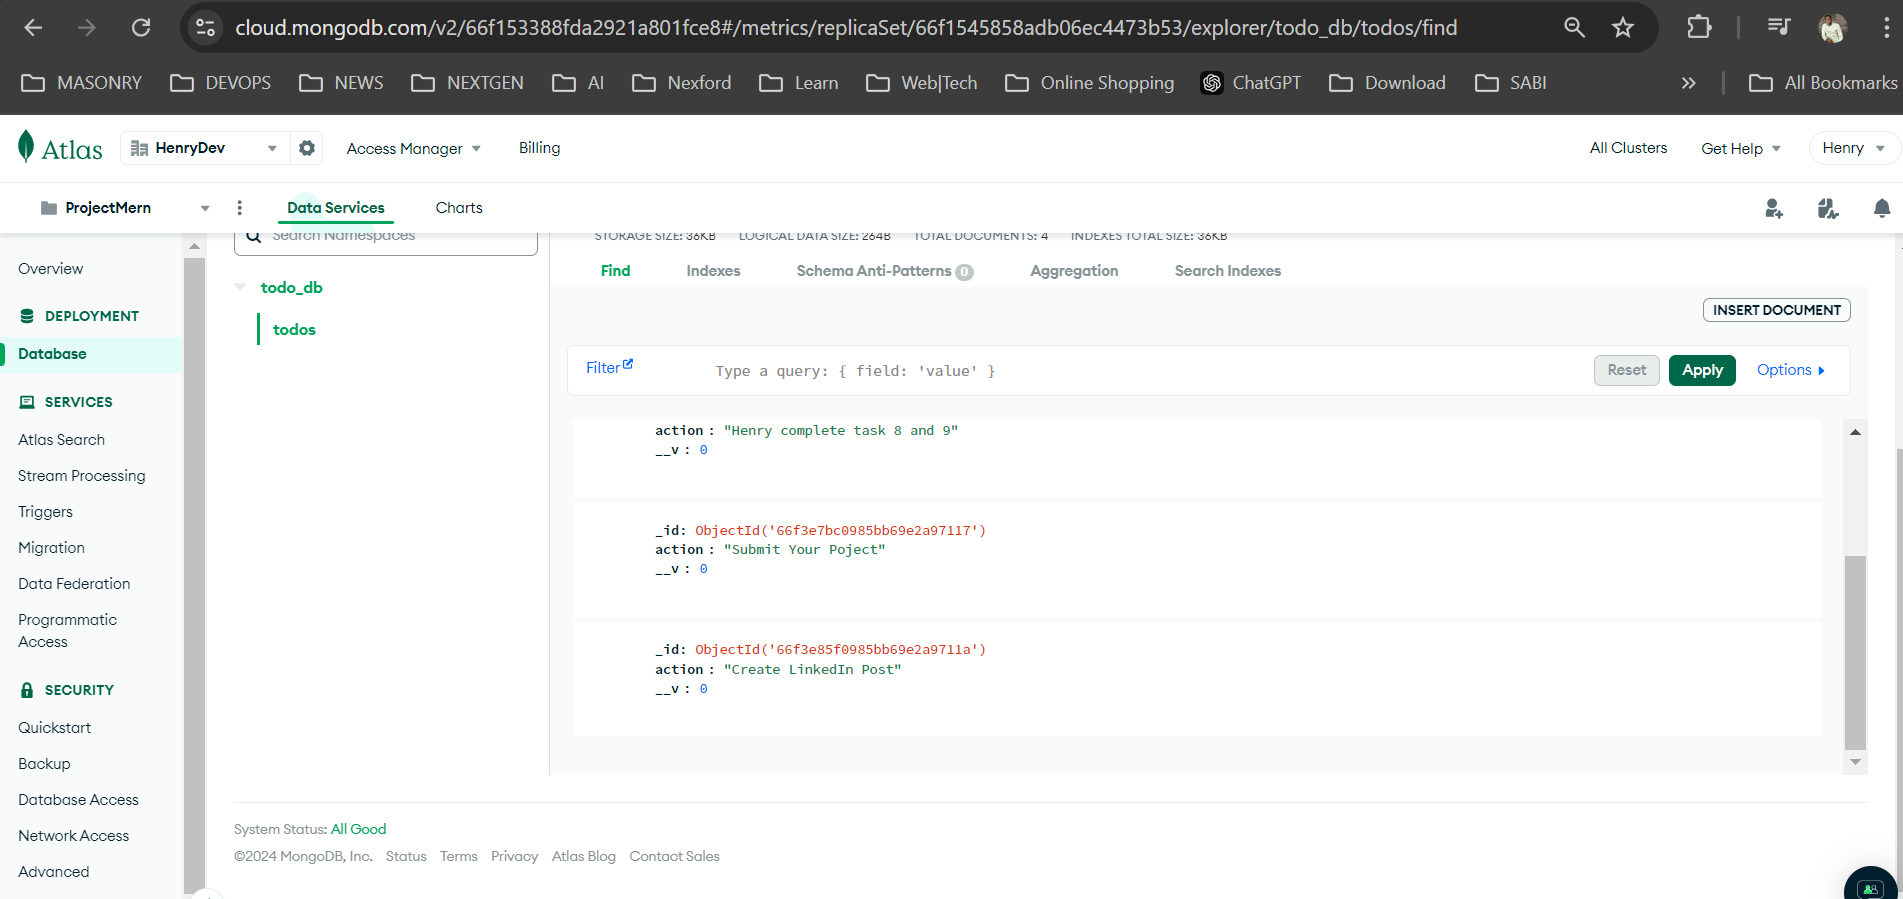 cloud.mongodb.com/v2/66f153388fda2921a801fce8#/metrics/replicaSet/66f1545858adb06ec4473b53/explorer/todo_db/todos/find
MASONRY DEVOPS NEWS NEXTGEN AI Nexford Learn Web|Tech Online Shopping ChatGPT Download SABI » All Bookmarks
Atlas HenryDev Access Manager Billing All Clusters Get Help Henry
ProjectMern Data Services Charts
Search Namespaces STORAGE SIZE: 36KB LOGICAL DATA SIZE: 264B TOTAL DOCUMENTS: 4 INDEXES TOTAL SIZE: 36KB
Find Indexes Schema Anti-Patterns 0 Aggregation Search Indexes
Overview
DEPLOYMENT
Database
SERVICES
Atlas Search
Stream Processing
Triggers
Migration
Data Federation
Programmatic
Access
SECURITY
Quickstart
Backup
Database Access
Network Access
Advanced
todo_db
todos
INSERT DOCUMENT
Filter Type a query: { field: 'value' } Reset Apply Options
action : "Henry complete task 8 and 9"
__v : 0
_id: ObjectId('66f3e7bc0985bb69e2a97117')
action : "Submit Your Poject"
__v : 0
_id: ObjectId('66f3e85f0985bb69e2a9711a')
action : "Create LinkedIn Post"
__v : 0
System Status: All Good
©2024 MongoDB, Inc. Status Terms Privacy Atlas Blog Contact Sales